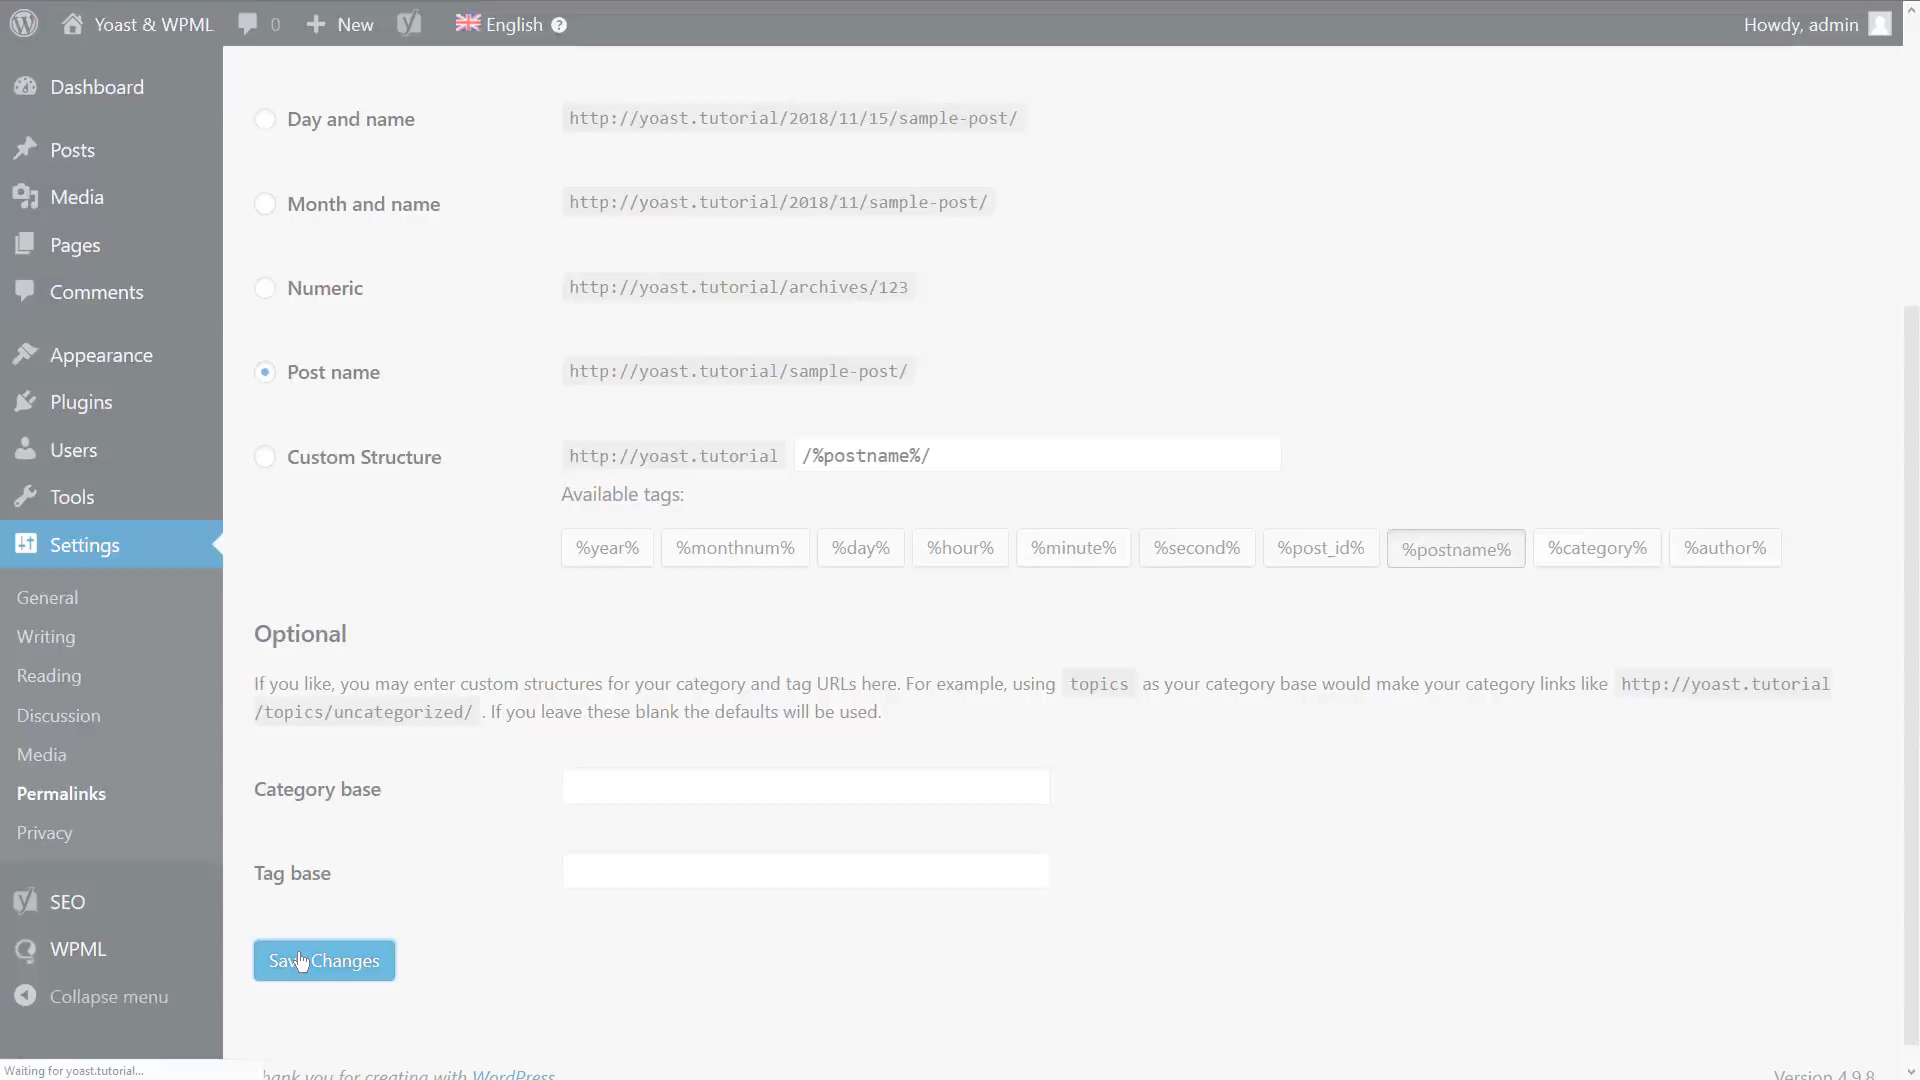 Yoast & WPML 0 New English Howdy, admin
Dashboard
Posts
Media
Pages
Comments
Appearance
Plugins
Users
Tools
Settings
General
Writing
Reading
Discussion
Media
Permalinks
Privacy
SEO
WPML
Collapse menu
Day and name http://yoast.tutorial/2018/11/15/sample-post/
Month and name http://yoast.tutorial/2018/11/sample-post/
Numeric http://yoast.tutorial/archives/123
Post name http://yoast.tutorial/sample-post/
Custom Structure http://yoast.tutorial /%postname%/
Available tags:
%year% %monthnum% %day% %hour% %minute% %second% %post_id% %postname% %category% %author%
Optional
If you like, you may enter custom structures for your category and tag URLs here. For example, using topics as your category base would make your category links like http://yoast.tutorial
/topics/uncategorized/ . If you leave these blank the defaults will be used.
Category base
Tag base
Save Changes
Waiting for yoast.tutorial...
hank you for creating with WordPress
Version 4.9.8